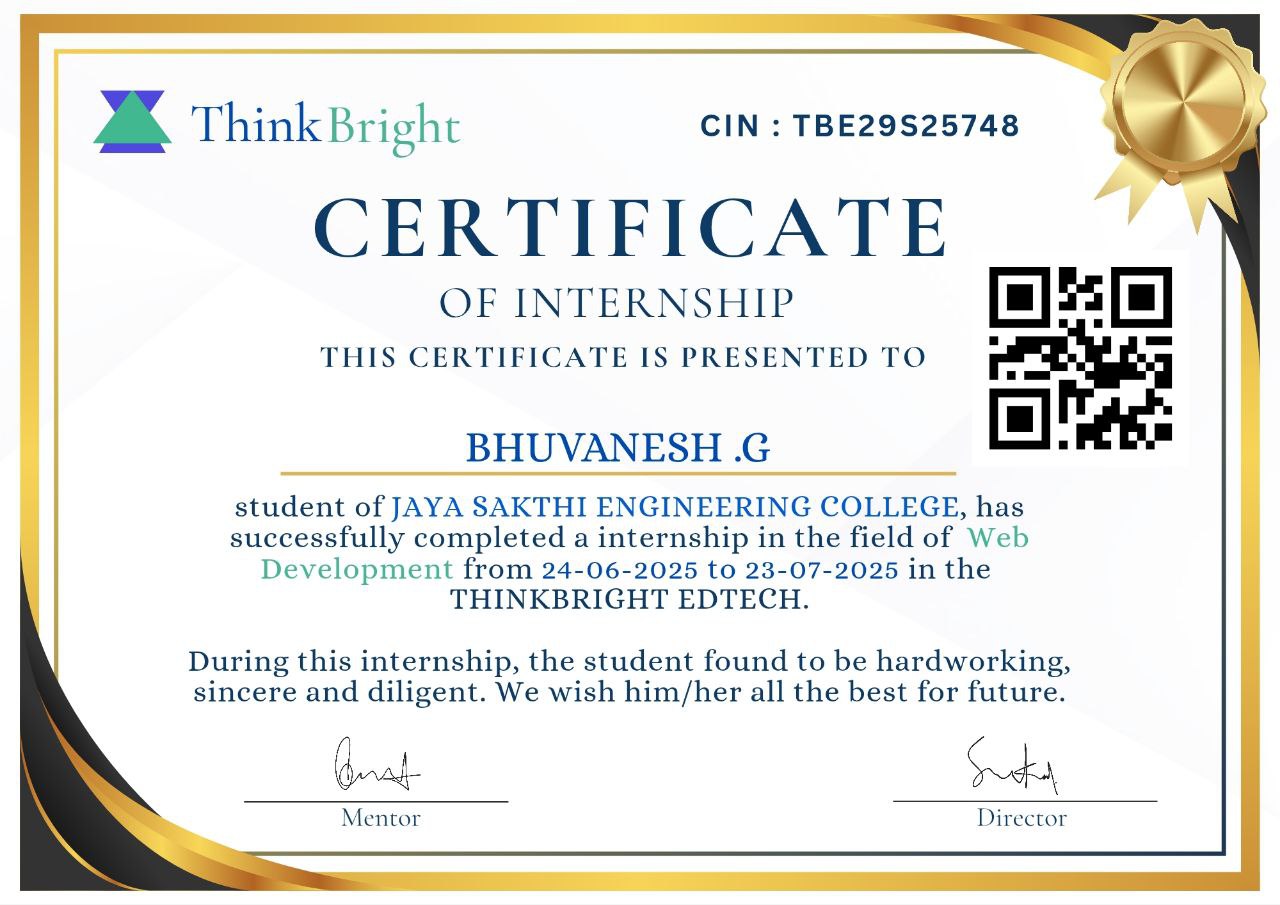 Think Bright
CIN : TBE29S25748
CERTIFICATE
OF INTERNSHIP
THIS CERTIFICATE IS PRESENTED TO
BHUVANESH .G
student of JAYA SAKTHI ENGINEERING COLLEGE, has
successfully completed a internship in the field of Web
Development from 24-06-2025 to 23-07-2025 in the
THINKBRIGHT EDTECH.
During this internship, the student found to be hardworking,
sincere and diligent. We wish him/her all the best for future.
Mentor
Director